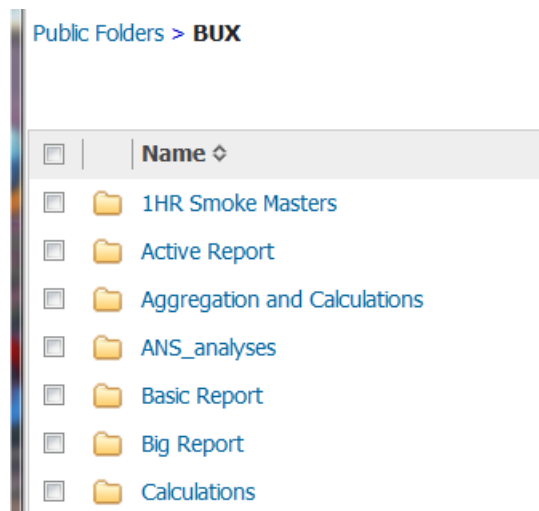 Public Folders > BUX
Name
1HR Smoke Masters
Active Report
Aggregation and Calculations
ANS_analyses
Basic Report
Big Report
Calculations